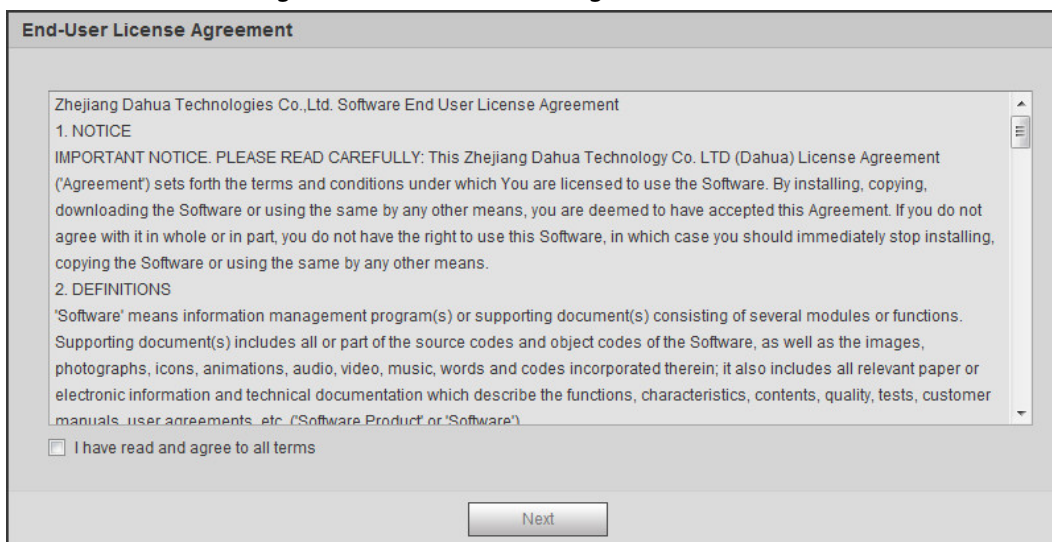 End-User License Agreement
Zhejiang Dahua Technologies Co.,Ltd. Software End User License Agreement
1. NOTICE
IMPORTANT NOTICE. PLEASE READ CAREFULLY: This Zhejiang Dahua Technology Co. LTD (Dahua) License Agreement
('Agreement') sets forth the terms and conditions under which You are licensed to use the Software. By installing, copying,
downloading the Software or using the same by any other means, you are deemed to have accepted this Agreement. If you do not
agree with it in whole or in part, you do not have the right to use this Software, in which case you should immediately stop installing,
copying the Software or using the same by any other means.
2. DEFINITIONS
'Software' means information management program(s) or supporting document(s) consisting of several modules or functions.
Supporting document(s) includes all or part of the source codes and object codes of the Software, as well as the images,
photographs, icons, animations, audio, video, music, words and codes incorporated therein; it also includes all relevant paper or
electronic information and technical documentation which describe the functions, characteristics, contents, quality, tests, customer
manuals, user agreements, etc. ('Software Product' or 'Software')
I have read and agree to all terms
Next